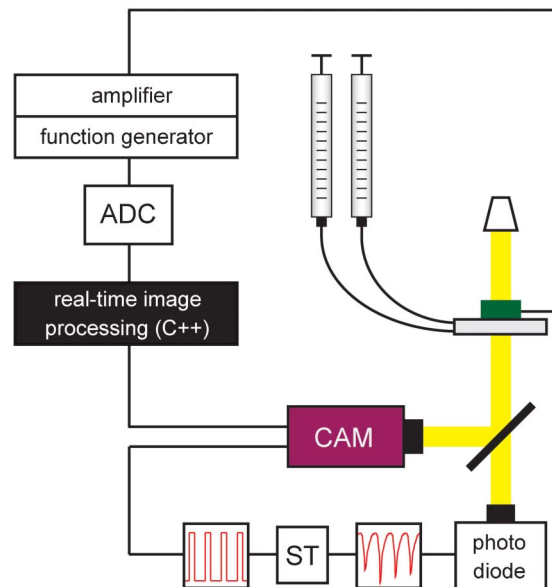 amplifier
function generator
ADC
real-time image
processing (C++)
CAM
ST
photo
diode